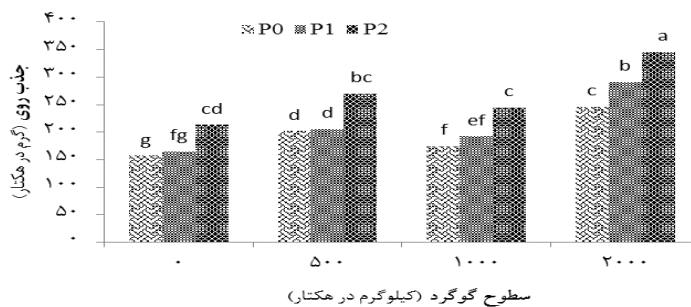 P0 P1 P2
۴۰۰
۳۵۰
۳۰۰
۲۵۰
۲۰۰
۱۵۰
۱۰۰
۵۰
۰
جذب روی (گرم در هکتار)
g fg cd
d d bc
f ef c
c b a
۰ ۵۰۰ ۱۰۰۰ ۲۰۰۰
سطوح گوگرد (کیلوگرم در هکتار)